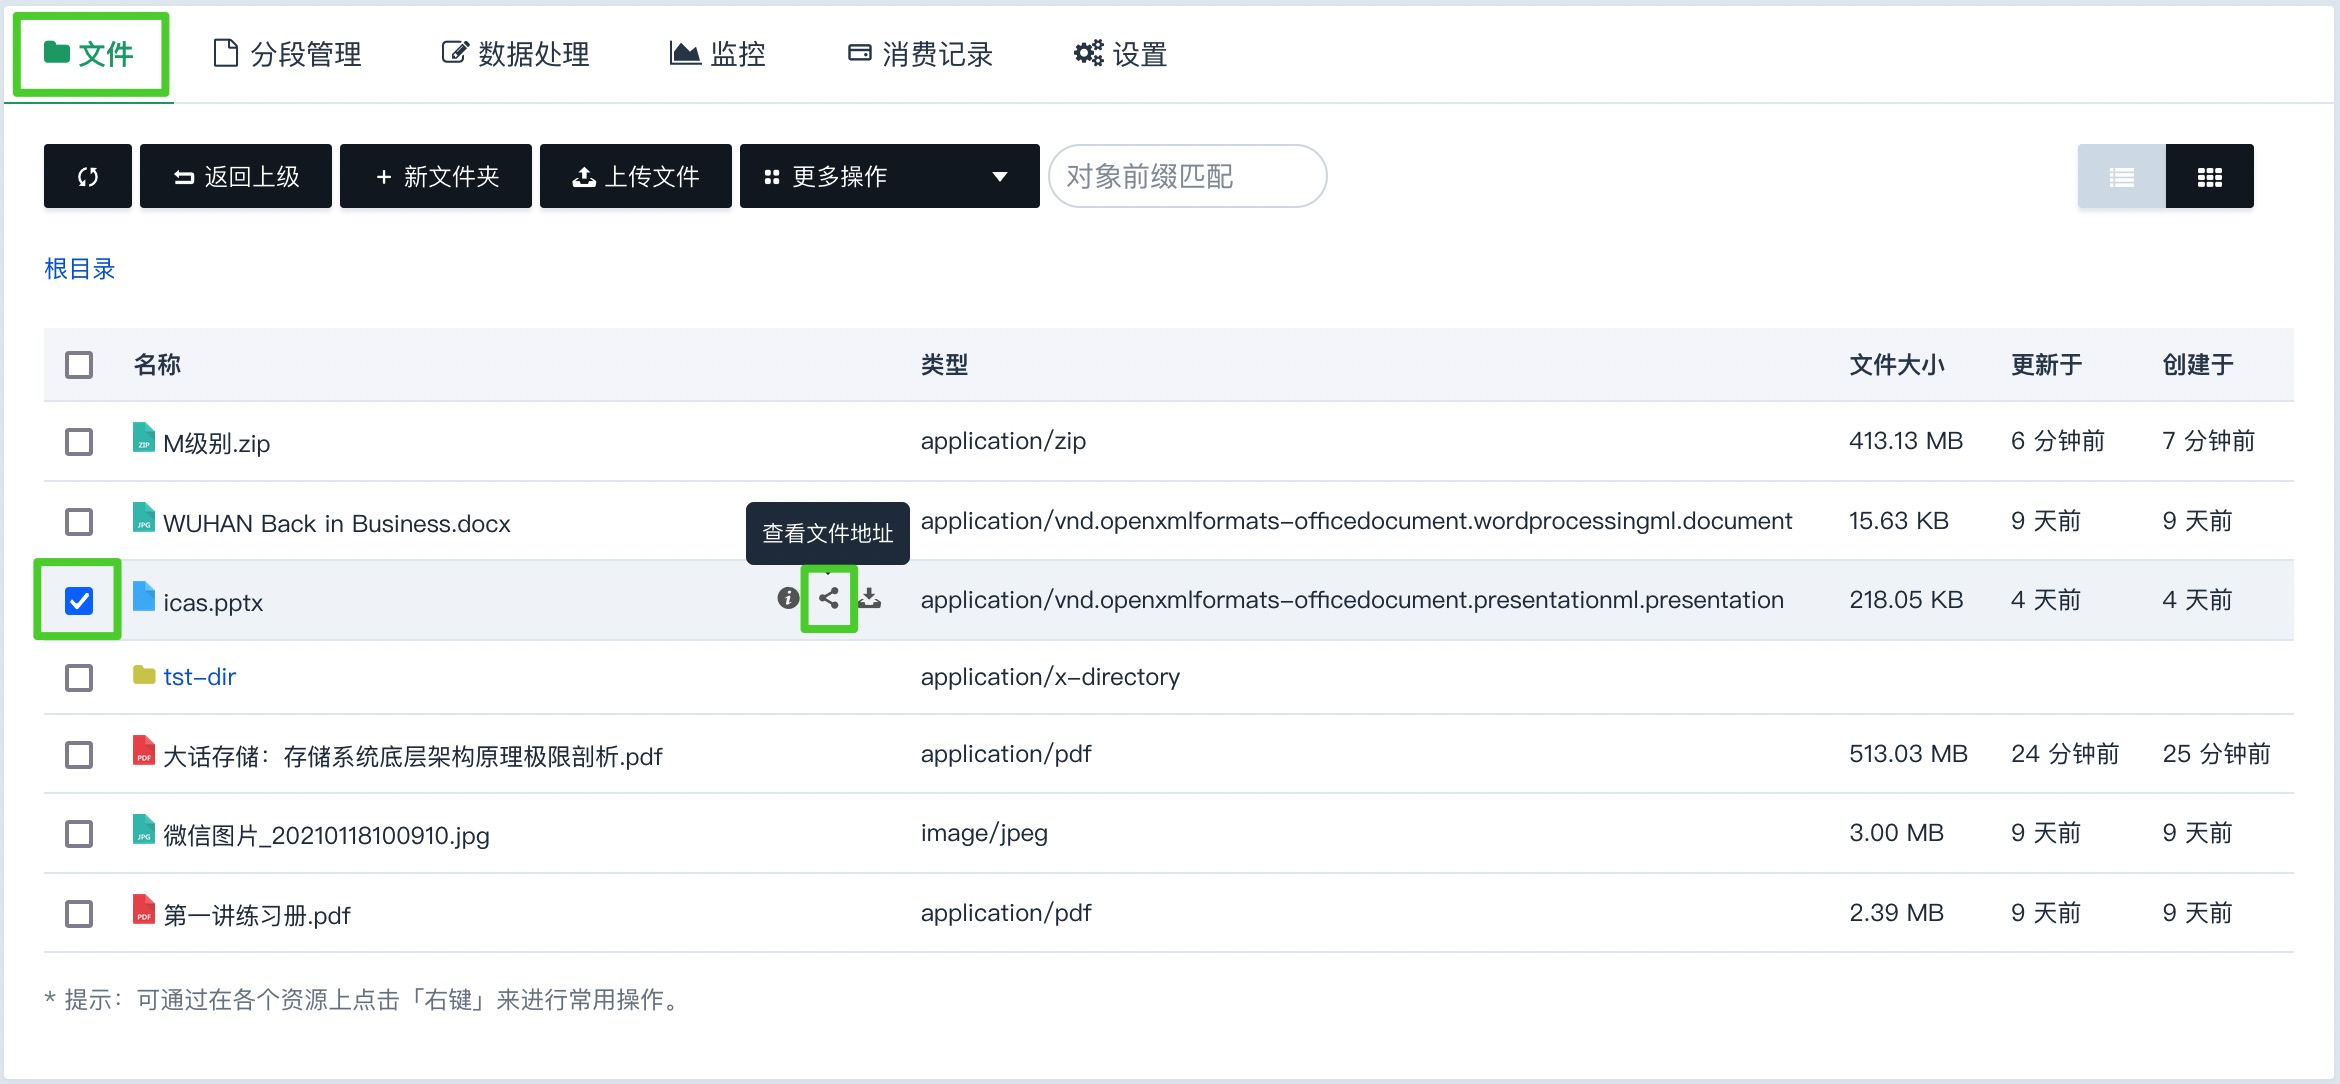 文件 分段管理 数据处理 监控 消费记录 设置
返回上级 + 新文件夹 上传文件 更多操作 对象前缀匹配
根目录
名称 类型 文件大小 更新于 创建于
ZIP M级别.zip application/zip 413.13 MB 6 分钟前 7 分钟前
JPG WUHAN Back in Business.docx application/vnd.openxmlformats-officedocument.wordprocessingml.document 15.63 KB 9 天前 9 天前
查看文件地址
icas.pptx application/vnd.openxmlformats-officedocument.presentationml.presentation 218.05 KB 4 天前 4 天前
tst-dir application/x-directory
PDF 大话存储：存储系统底层架构原理极限剖析.pdf application/pdf 513.03 MB 24 分钟前 25 分钟前
JPG 微信图片_20210118100910.jpg image/jpeg 3.00 MB 9 天前 9 天前
PDF 第一讲练习册.pdf application/pdf 2.39 MB 9 天前 9 天前
* 提示：可通过在各个资源上点击「右键」来进行常用操作。